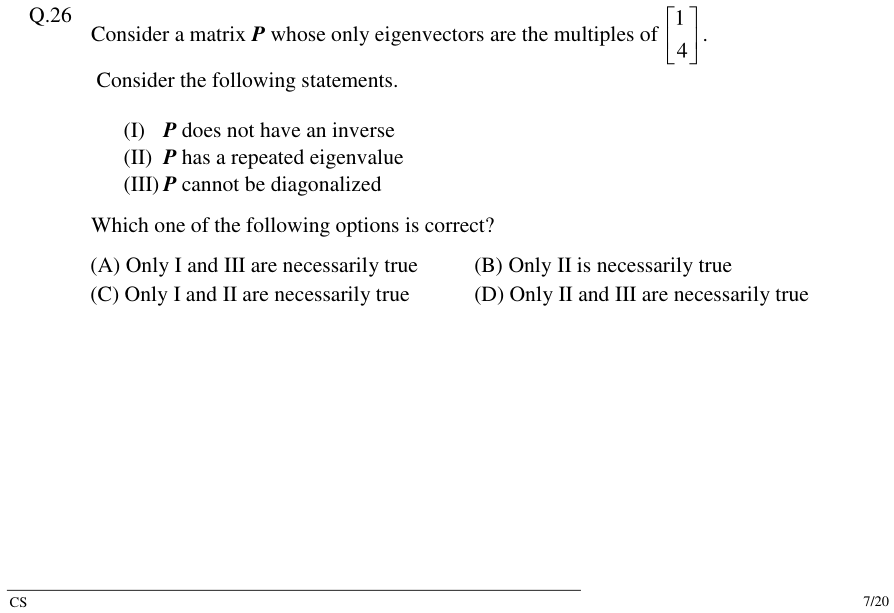 Q.26
Consider a matrix P whose only eigenvectors are the multiples of [1 4].
Consider the following statements.
(I) P does not have an inverse
(II) P has a repeated eigenvalue
(III) P cannot be diagonalized
Which one of the following options is correct?
(A) Only I and III are necessarily true (B) Only II is necessarily true
(C) Only I and II are necessarily true (D) Only II and III are necessarily true
CS 7/20